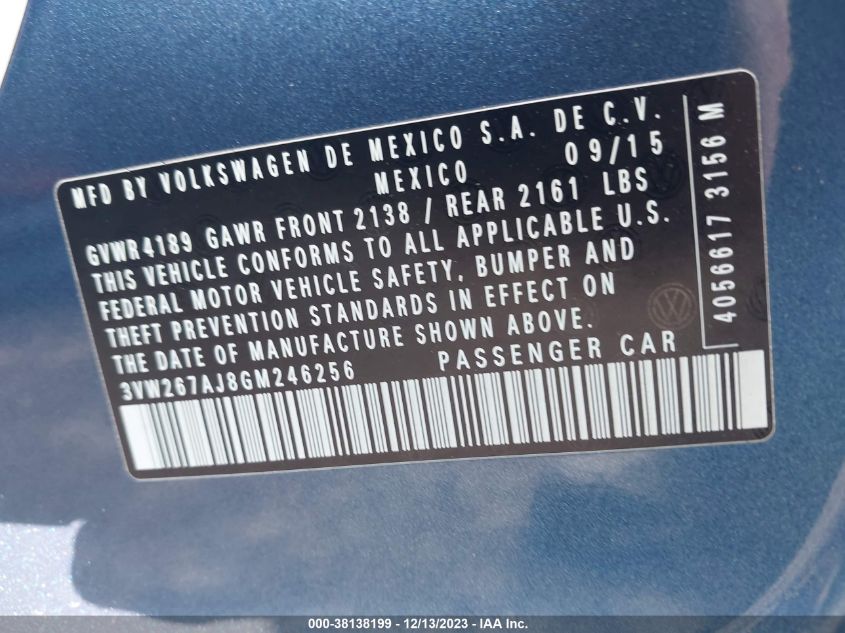 MFD BY VOLKSWAGEN DE MEXICO S.A. DE C.V.
MEXICO 09/15
GVWR4189 GAWR FRONT 2138 / REAR 2161 LBS
THIS VEHICLE CONFORMS TO ALL APPLICABLE U.S.
FEDERAL MOTOR VEHICLE SAFETY, BUMPER AND
THEFT PREVENTION STANDARDS IN EFFECT ON
THE DATE OF MANUFACTURE SHOWN ABOVE.
3VW267AJ8GM246256 PASSENGER CAR
4056617 3156 M
000-38138199 - 12/13/2023 - IAA Inc.